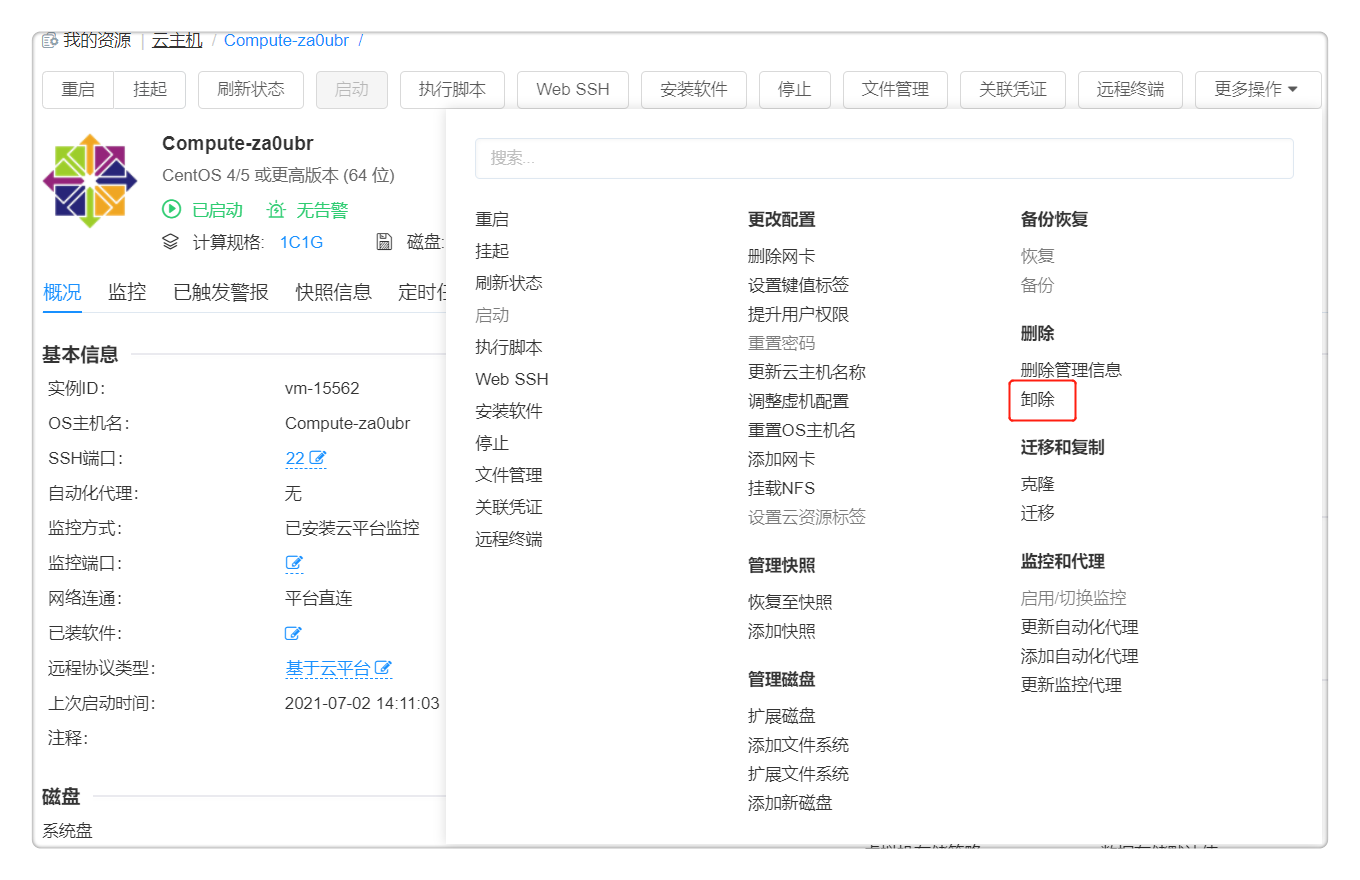 我的资源 | 云主机 / Compute-za0ubr /
重启 挂起 刷新状态 启动 执行脚本 Web SSH 安装软件 停止 文件管理 关联凭证 远程终端 更多操作
Compute-za0ubr
CentOS 4/5 或更高版本 (64 位)
已启动 无告警
计算规格: 1C1G 磁盘:
概况 监控 已触发警报 快照信息 定时
基本信息
实例ID:
vm-15562
OS主机名:
Compute-za0ubr
SSH端口:
22
自动化代理:
无
监控方式:
已安装云平台监控
监控端口:
网络连通:
平台直连
已装软件:
远程协议类型:
基于云平台
上次启动时间:
2021-07-02 14:11:03
注释:
磁盘
系统盘
搜索...
重启
挂起
刷新状态
启动
执行脚本
Web SSH
安装软件
停止
文件管理
关联凭证
远程终端
更改配置
删除网卡
设置键值标签
提升用户权限
重置密码
更新云主机名称
调整虚机配置
重置OS主机名
添加网卡
挂载NFS
设置云资源标签
管理快照
恢复至快照
添加快照
管理磁盘
扩展磁盘
添加文件系统
扩展文件系统
添加新磁盘
备份恢复
恢复
备份
删除
删除管理信息
卸除
迁移和复制
克隆
迁移
监控和代理
启用/切换监控
更新自动化代理
添加自动化代理
更新监控代理